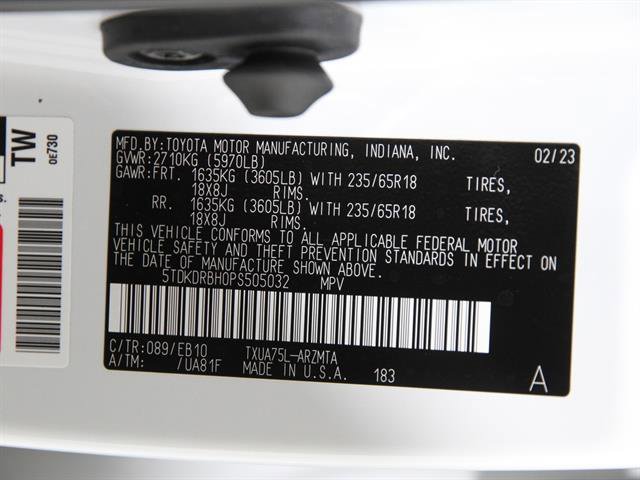 MFD.BY:TOYOTA MOTOR MANUFACTURING, INDIANA, INC. 02/23
GVWR:2710KG (5970LB)
GAWR:FRT. 1635KG (3605LB) WITH 235/65R18 TIRES,
18X8J RIMS.
RR. 1635KG (3605LB) WITH 235/65R18 TIRES,
18X8J RIMS.
THIS VEHICLE CONFORMS TO ALL APPLICABLE FEDERAL MOTOR
VEHICLE SAFETY AND THEFT PREVENTION STANDARDS IN EFFECT ON
THE DATE OF MANUFACTURE SHOWN ABOVE.
5TDKDRBH0PS505032 MPV
C/TR:089/EB10 TXUA75L-ARZMTA
A/TM: /UA81F MADE IN U.S.A. 183 A
TW
OE730
s.